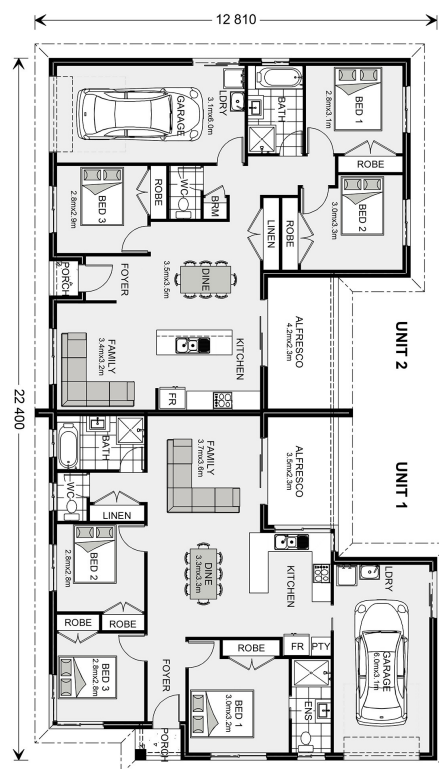 12 810
22 400
GARAGE
3.1mx6.0m
LDRY
BATH
BED 1
2.8mx3.1m
ROBE
BED 3
2.8mx2.9m
ROBE
WC
BRM
LINEN
ROBE
BED 2
3.0mx3.3m
PORCH
FOYER
DINE
3.5mx3.5m
FAMILY
3.4mx3.2m
KITCHEN
FR
ALFRESCO
4.2mx2.3m
UNIT 2
BATH
WC
LINEN
FAMILY
3.7mx3.6m
ALFRESCO
3.5mx2.3m
UNIT 1
BED 2
2.8mx2.8m
ROBE
ROBE
DINE
3.3mx3.3m
KITCHEN
LDRY
GARAGE
6.0mx3.1m
FR
PTY
ROBE
BED 3
2.8mx2.8m
FOYER
BED 1
3.0mx3.2m
ENS
PORCH